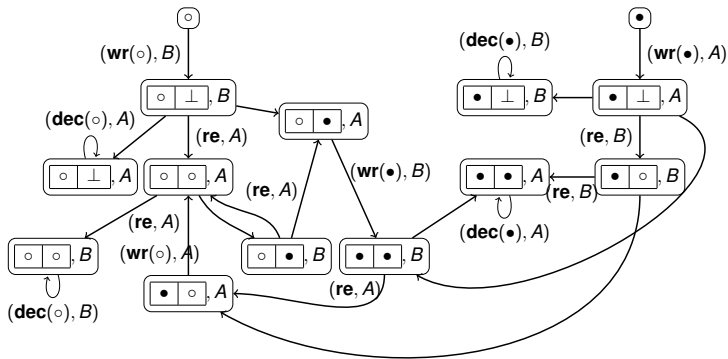 ○ ●
(wr(○), B) (dec(●), B) (wr(●), A)
○ ⊥ , B ● ⊥ , B ● ⊥ , A
(dec(○), A) (re, A) ○ ● , A (re, B)
○ ⊥ , A ○ ○ , A (re, A) (wr(●), B) ● ● , A (re, B) ● ○ , B
(re, A) (wr(○), A) (dec(●), A)
○ ○ , B ○ ● , B ● ● , B
(dec(○), B) ● ○ , A (re, A)